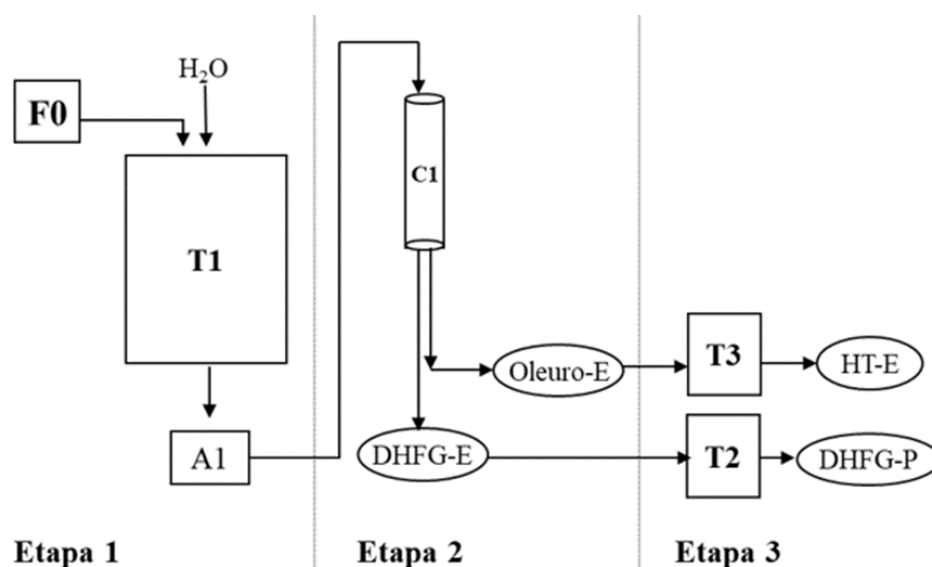 F0
H₂O
T1
A1
C1
Oleuro-E
DHFG-E
T3
HT-E
T2
DHFG-P
Etapa 1
Etapa 2
Etapa 3